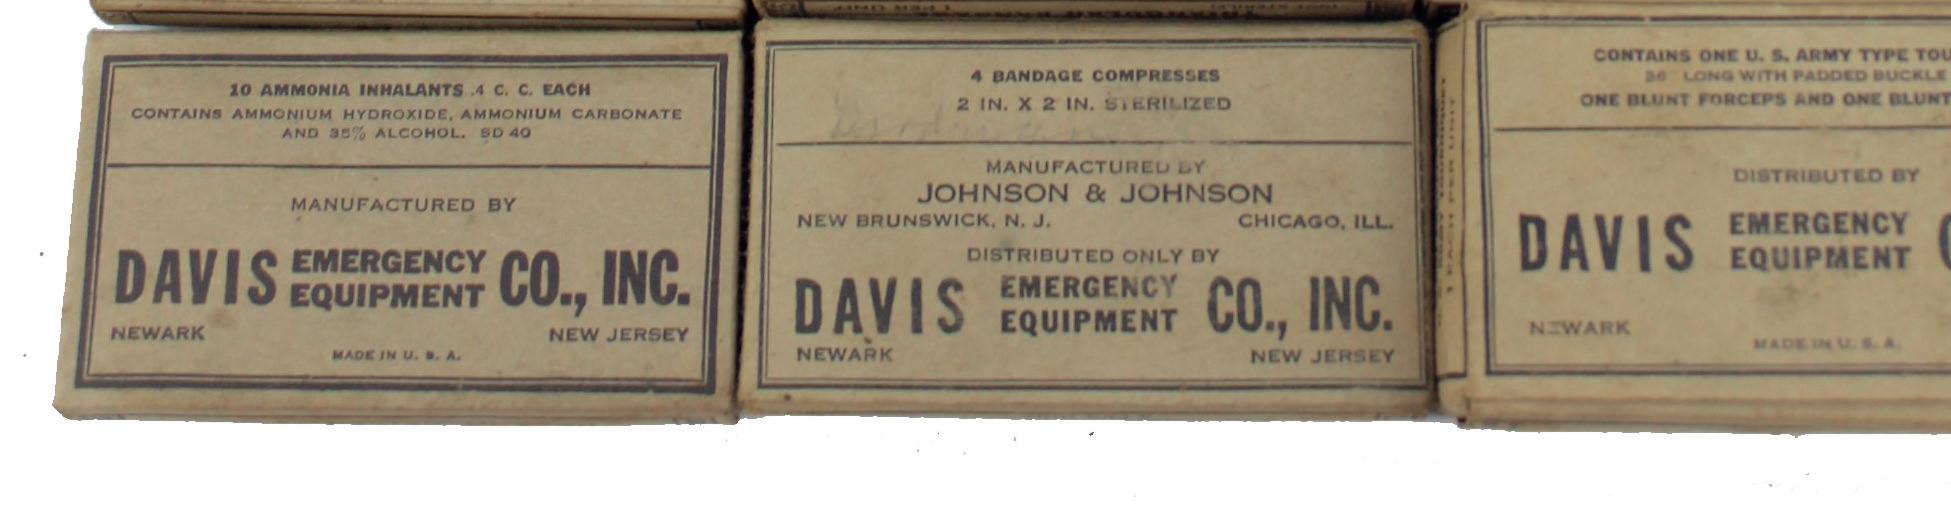 10 AMMONIA INHALANTS .4 C. C. EACH
CONTAINS AMMONIUM HYDROXIDE, AMMONIUM CARBONATE
AND 35% ALCOHOL. SD 40
MANUFACTURED BY
DAVIS EMERGENCY EQUIPMENT CO., INC.
NEWARK NEW JERSEY
MADE IN U. S. A.
4 BANDAGE COMPRESSES
2 IN. X 2 IN. STERILIZED
MANUFACTURED BY
JOHNSON & JOHNSON
NEW BRUNSWICK, N. J. CHICAGO, ILL.
DISTRIBUTED ONLY BY
DAVIS EMERGENCY EQUIPMENT CO., INC.
NEWARK NEW JERSEY
CONTAINS ONE U. S. ARMY TYPE TOU
36" LONG WITH PADDED BUCKLE
ONE BLUNT FORCEPS AND ONE BLUNT
DISTRIBUTED BY
DAVIS EMERGENCY EQUIPMENT
NEWARK
MADE IN U. S. A.